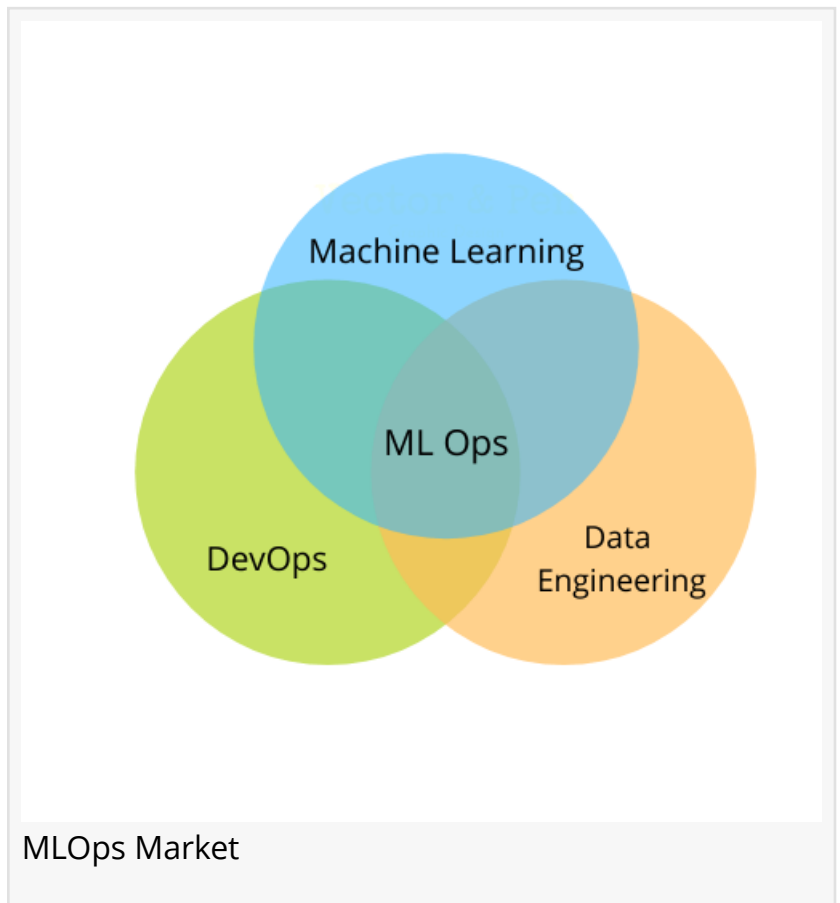 Machine Learning
ML Ops
DevOps
Data
Engineering
MLOps Market